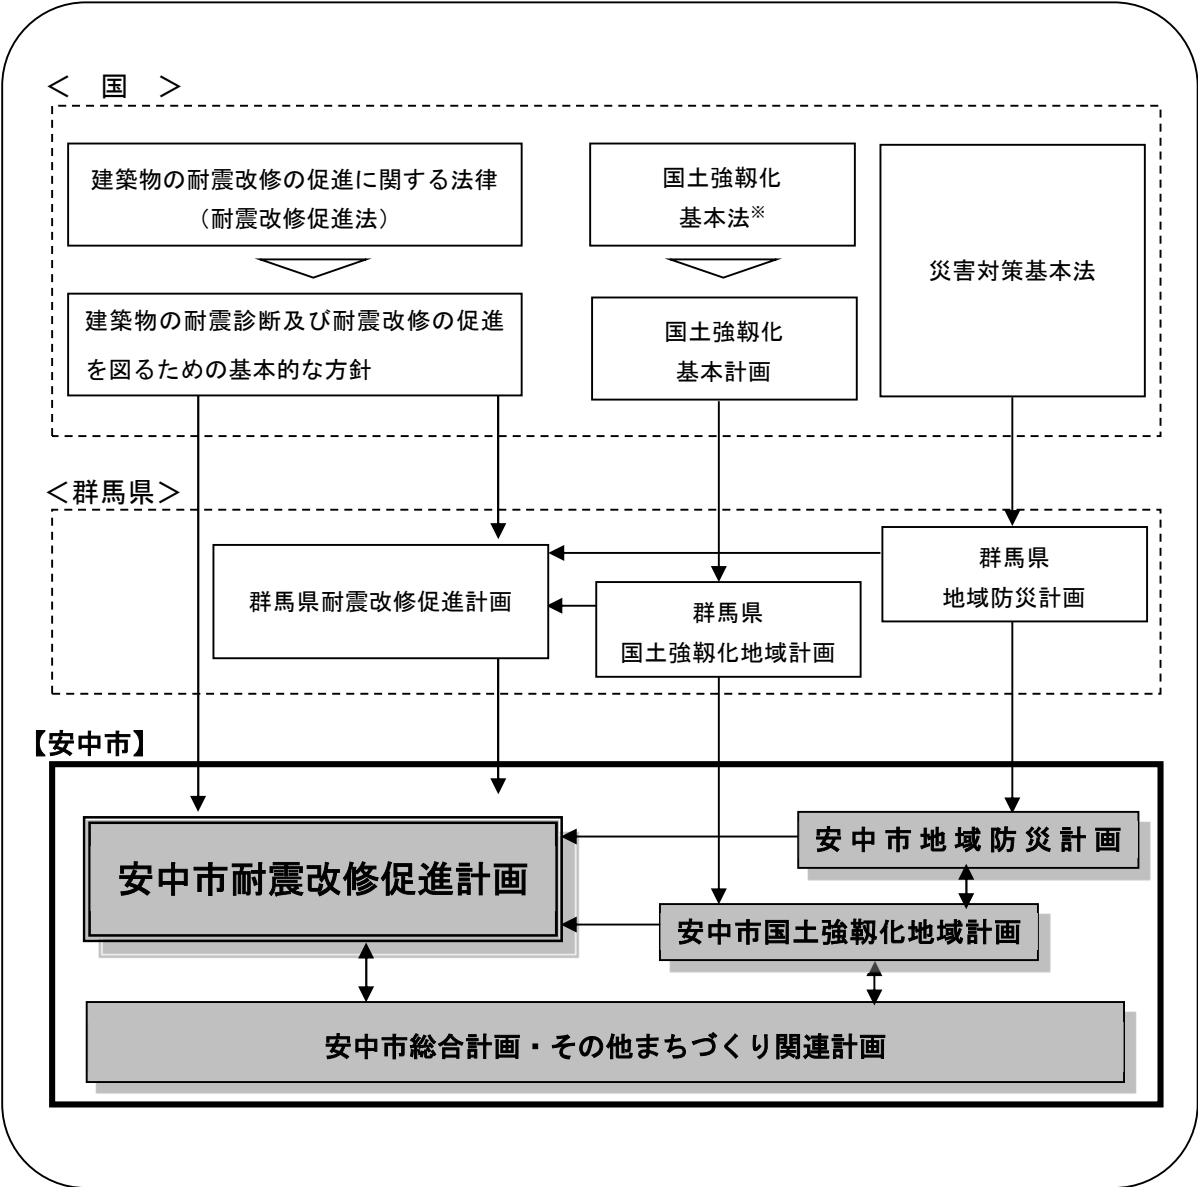 ＜　国　＞
建築物の耐震改修の促進に関する法律
（耐震改修促進法）
国土強靱化
基本法※
災害対策基本法
建築物の耐震診断及び耐震改修の促進
を図るための基本的な方針
国土強靱化
基本計画
＜群馬県＞
群馬県耐震改修促進計画
群馬県
国土強靱化地域計画
群馬県
地域防災計画
【安中市】
安中市耐震改修促進計画
安中市地域防災計画
安中市国土強靱化地域計画
安中市総合計画・その他まちづくり関連計画